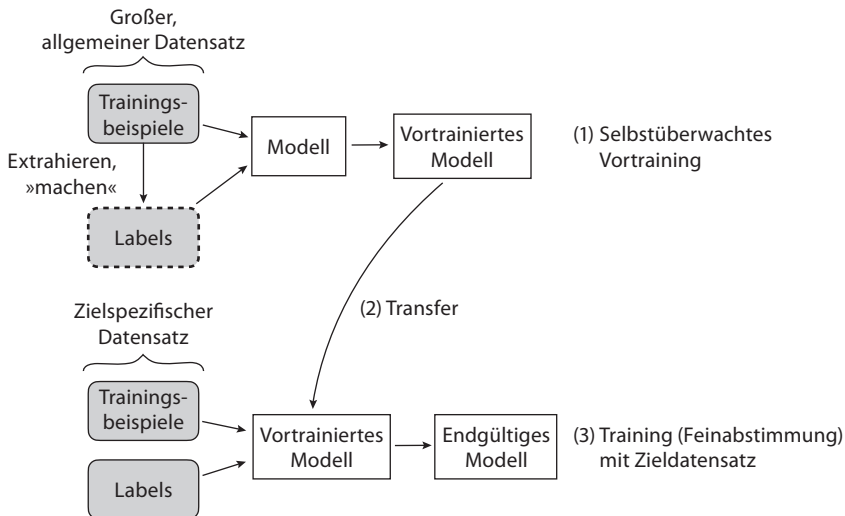 Großer,
allgemeiner Datensatz
Trainings-
beispiele
Extrahieren,
»machen«
Labels
Modell
Vortrainiertes
Modell
(1) Selbstüberwachtes
Vortraining
(2) Transfer
Zielspezifischer
Datensatz
Trainings-
beispiele
Labels
Vortrainiertes
Modell
Endgültiges
Modell
(3) Training (Feinabstimmung)
mit Zieldatensatz